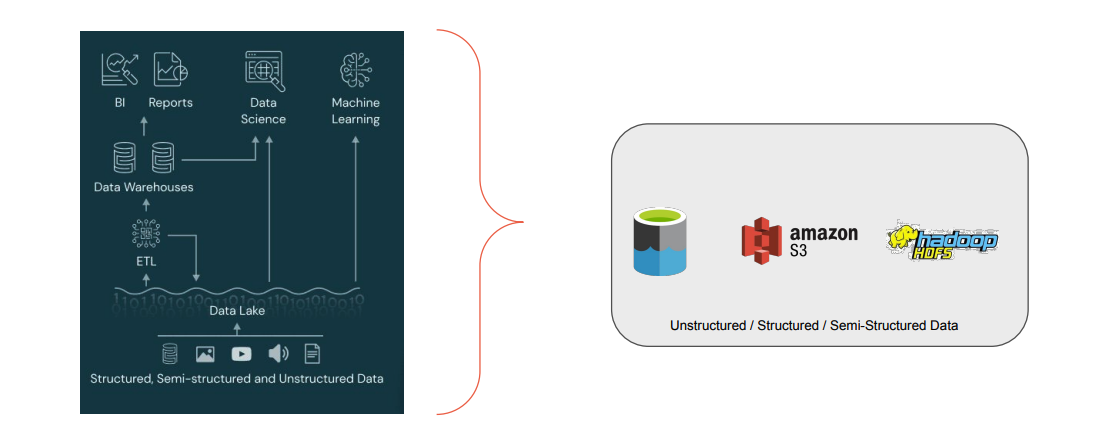 BI
Reports
Data
Science
Machine
Learning
Data Warehouses
ETL
Data Lake
Structured, Semi-structured and Unstructured Data
amazon
S3
hadoop
HDFS
Unstructured / Structured / Semi-Structured Data